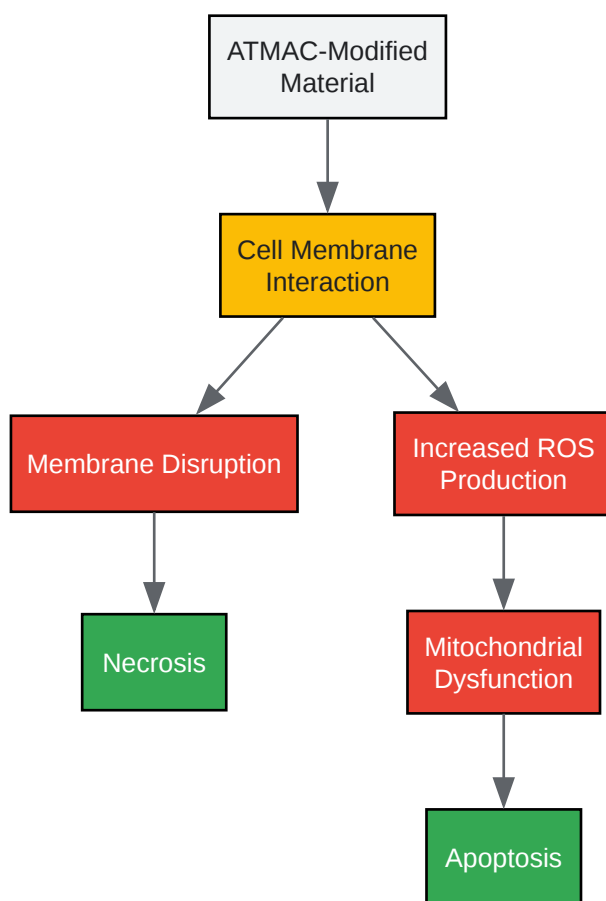 ATMAC-Modified
Material
Cell Membrane
Interaction
Membrane Disruption
Increased ROS
Production
Necrosis
Mitochondrial
Dysfunction
Apoptosis